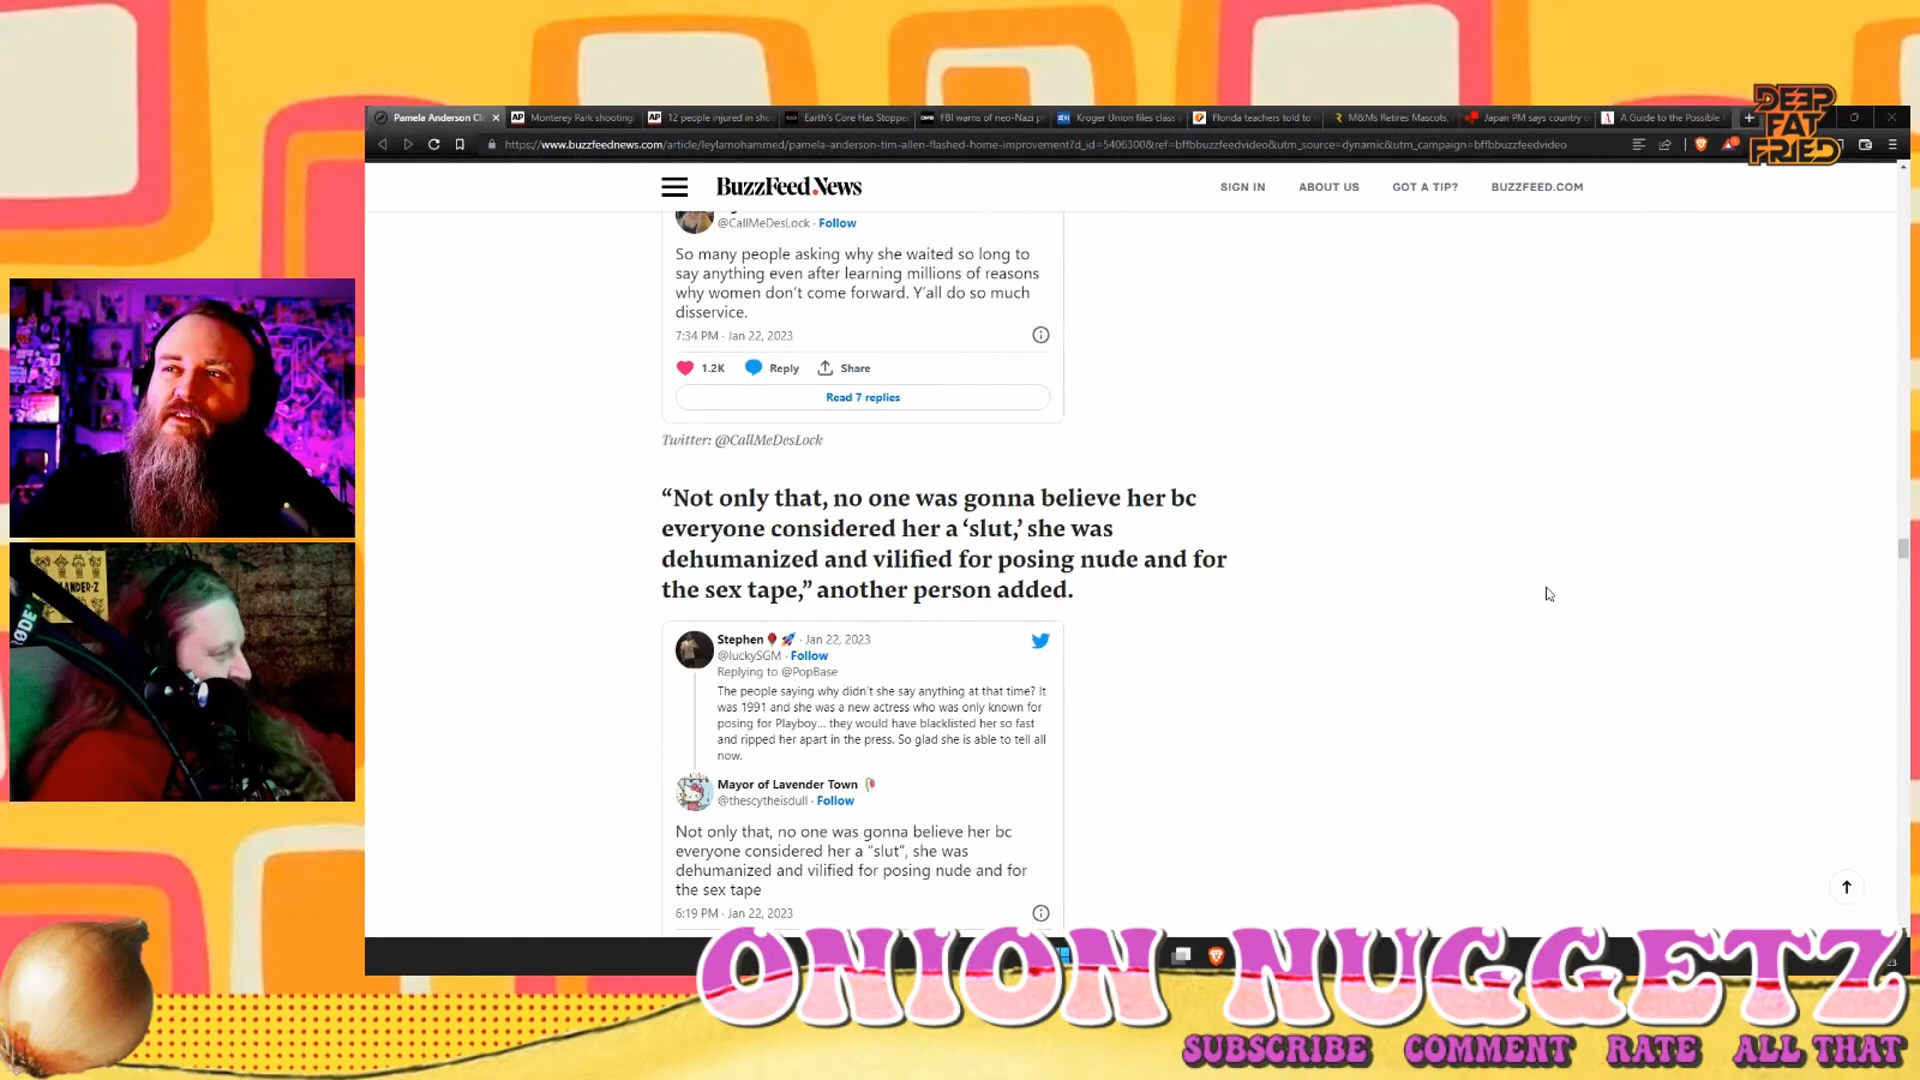 DEEP
FAT
FRIED
Pamela Anderson Cl
Monterey Park shooting:
12 people injured in sho
Earth's Core Has Stoppe
FBI warns of neo-Nazi p
Kroger Union files class
Florida teachers told to
M&Ms Retires Mascots,
Japan PM says country o
A Guide to the Possible
https://www.buzzfeednews.com/article/leylamohammed/pamela-anderson-tim-allen-flashed-home-improvement?d_id=5406300&ref=bffbbuzzfeedvideo&utm_source=dynamic&utm_campaign=bffbbuzzfeedvideo
BuzzFeed.News
SIGN IN
ABOUT US
GOT A TIP?
BUZZFEED.COM
@CallMeDesLock · Follow
So many people asking why she waited so long to
say anything even after learning millions of reasons
why women don't come forward. Y'all do so much
disservice.
7:34 PM · Jan 22, 2023
1.2K
Reply
Share
Read 7 replies
Twitter: @CallMeDesLock
“Not only that, no one was gonna believe her bc
everyone considered her a ‘slut,’ she was
dehumanized and vilified for posing nude and for
the sex tape,” another person added.
Stephen · Jan 22, 2023
@luckySGM · Follow
Replying to @PopBase
The people saying why didn't she say anything at that time? It
was 1991 and she was a new actress who was only known for
posing for Playboy... they would have blacklisted her so fast
and ripped her apart in the press. So glad she is able to tell all
now.
Mayor of Lavender Town
@thescytheisdull · Follow
Not only that, no one was gonna believe her bc
everyone considered her a "slut", she was
dehumanized and vilified for posing nude and for
the sex tape
6:19 PM · Jan 22, 2023
RØDE
ANDER-Z
ONION NUGGETZ
SUBSCRIBE COMMENT RATE ALL THAT